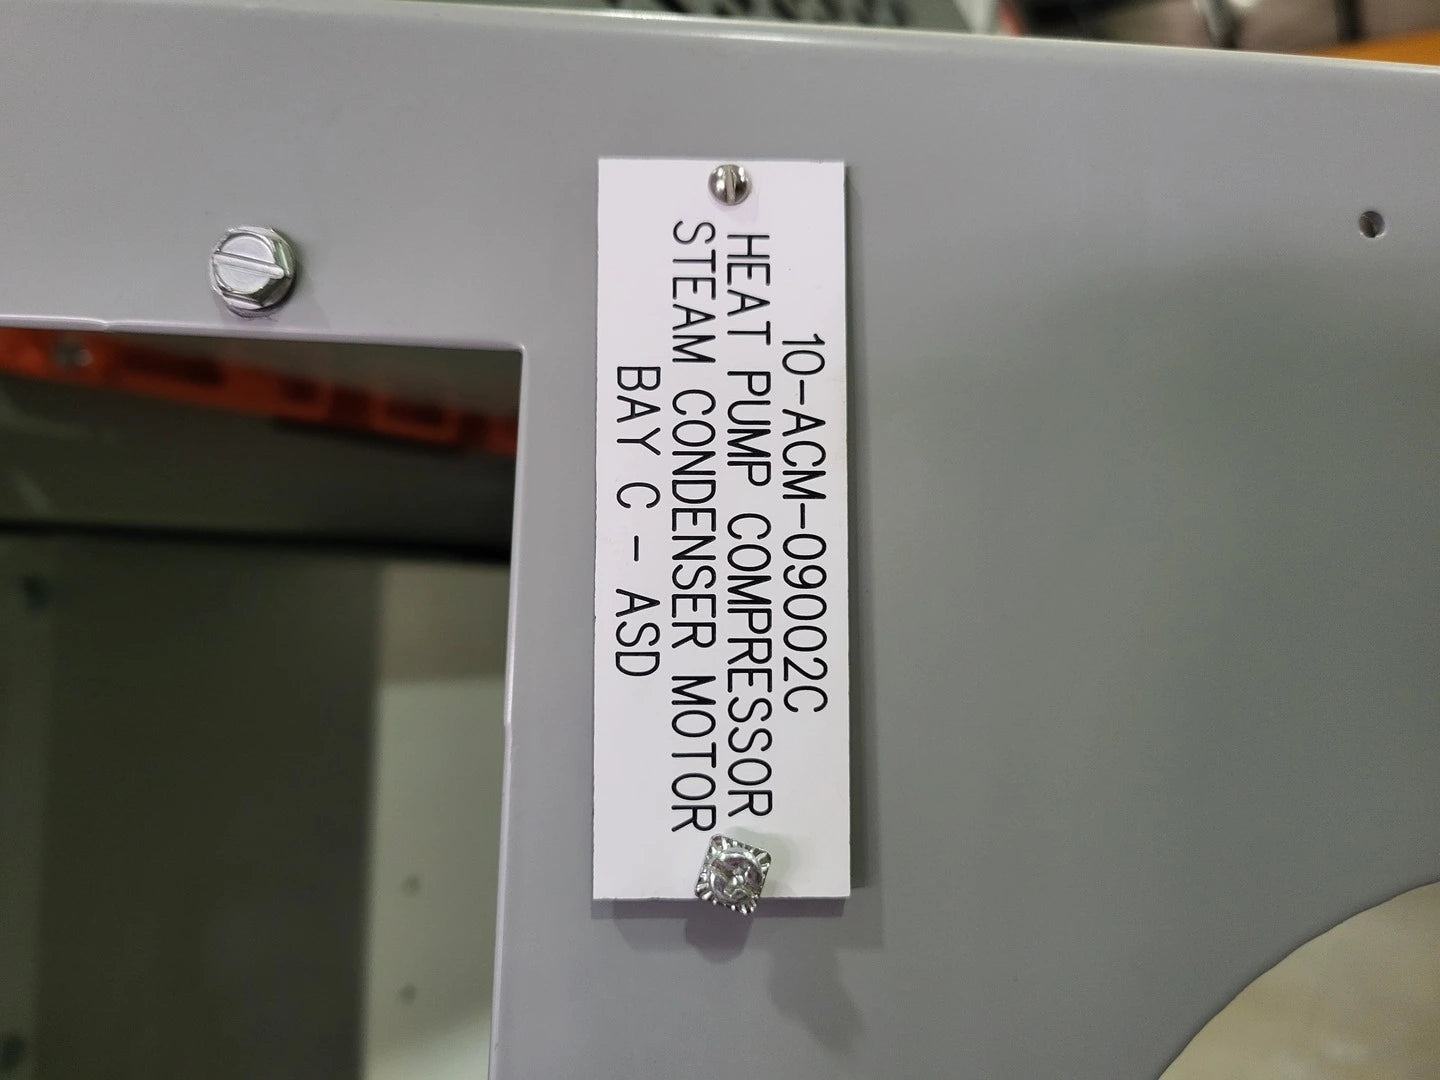 10-ACM-09002C
HEAT PUMP COMPRESSOR
STEAM CONDENSER MOTOR
BAY C - ASD